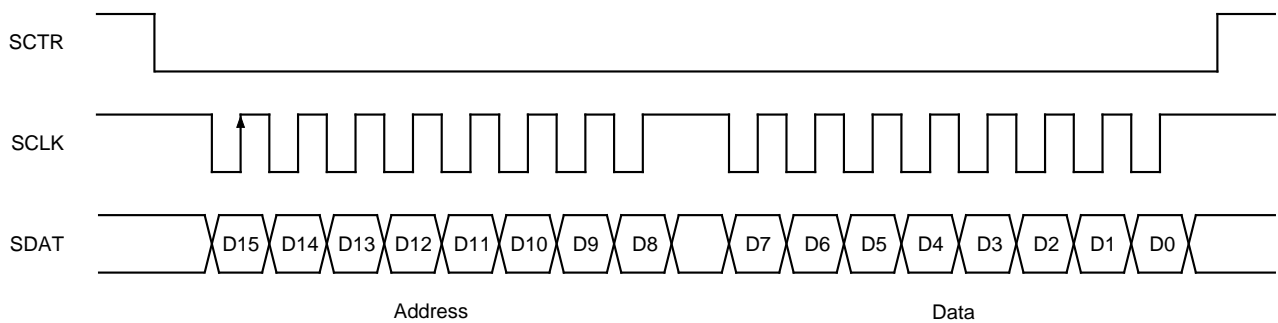 SCTR
SCLK
SDAT D15 D14 D13 D12 D11 D10 D9 D8 D7 D6 D5 D4 D3 D2 D1 D0
Address Data